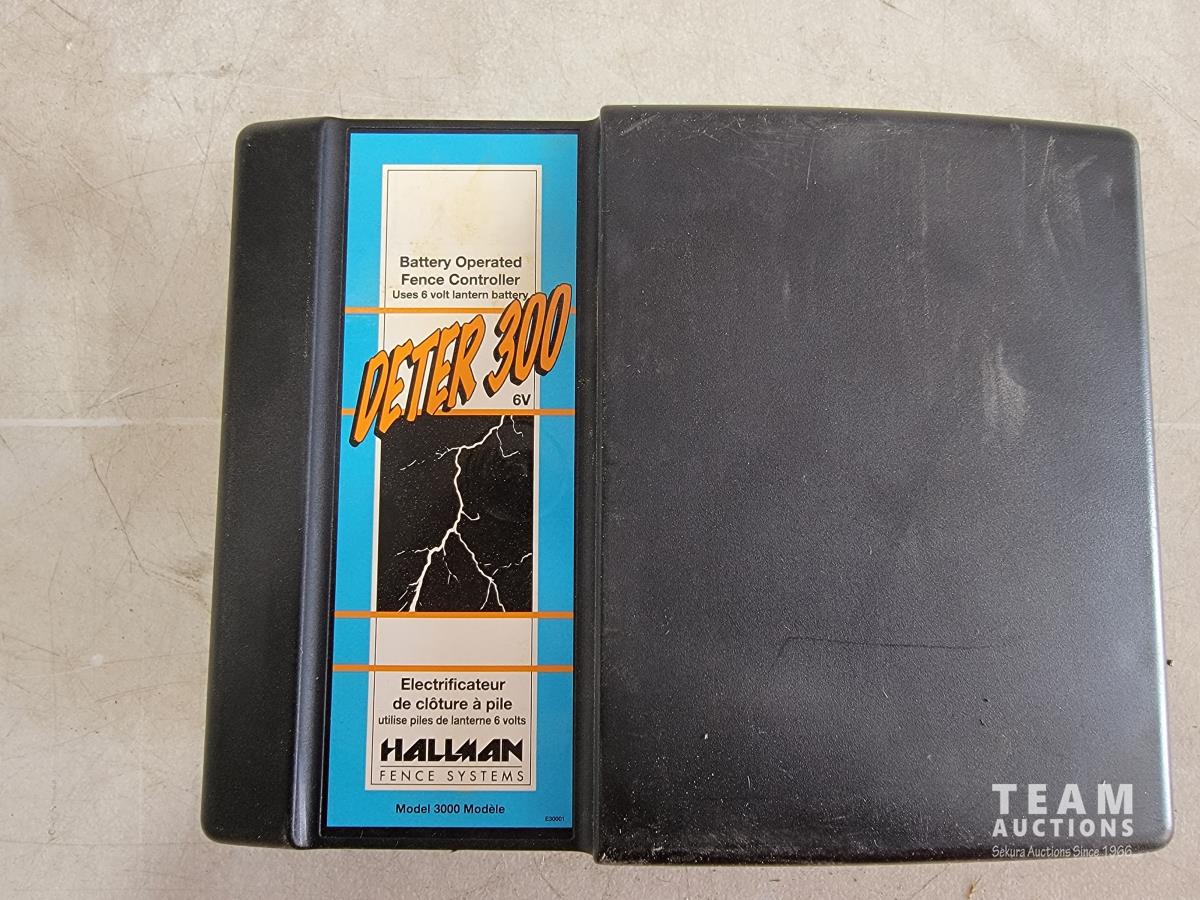 Battery Operated
Fence Controller
Uses 6 volt lantern battery
DETER 300
6V
Electrificateur
de clôture à pile
utilise piles de lanterne 6 volts
HALLMAN
FENCE SYSTEMS
Model 3000 Modèle
E30001
TEAM
AUCTIONS
Sekura Auctions Since 1966